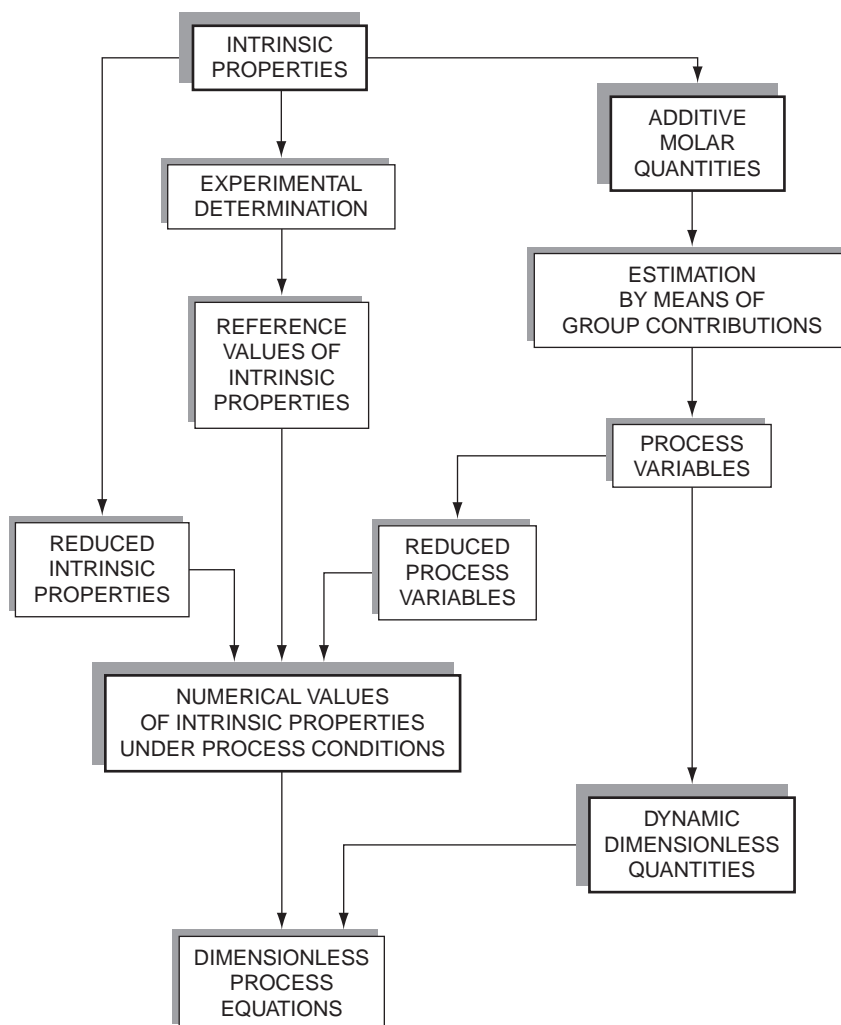 INTRINSIC
PROPERTIES
ADDITIVE
MOLAR
QUANTITIES
EXPERIMENTAL
DETERMINATION
ESTIMATION
BY MEANS OF
GROUP CONTRIBUTIONS
REFERENCE
VALUES OF
INTRINSIC
PROPERTIES
PROCESS
VARIABLES
REDUCED
INTRINSIC
PROPERTIES
REDUCED
PROCESS
VARIABLES
NUMERICAL VALUES
OF INTRINSIC PROPERTIES
UNDER PROCESS CONDITIONS
DYNAMIC
DIMENSIONLESS
QUANTITIES
DIMENSIONLESS
PROCESS
EQUATIONS